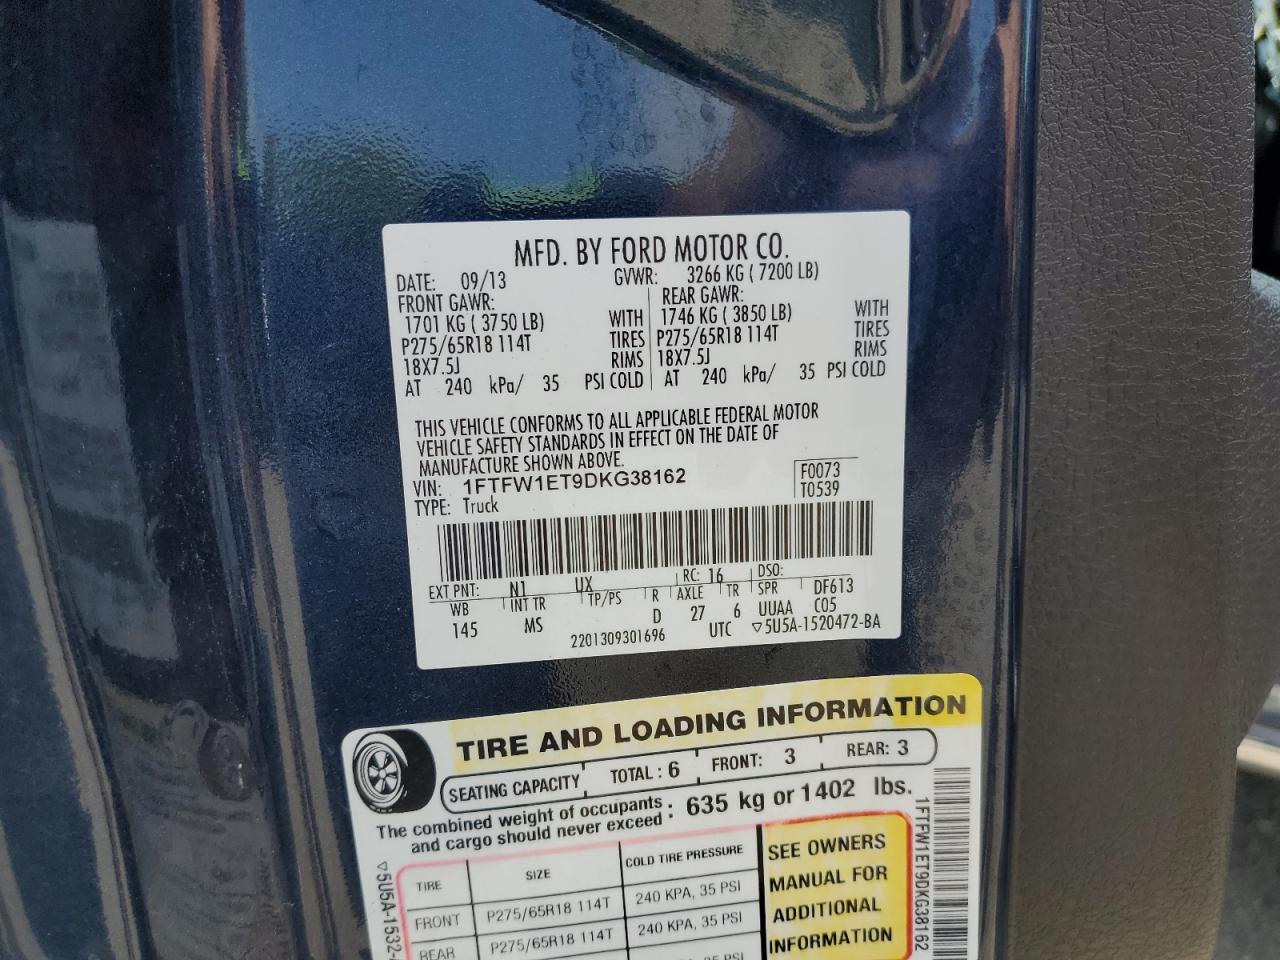 MFD. BY FORD MOTOR CO.
DATE: 09/13 GVWR: 3266 KG ( 7200 LB)
FRONT GAWR: REAR GAWR:
1701 KG ( 3750 LB) WITH 1746 KG ( 3850 LB) WITH
P275/65R18 114T TIRES P275/65R18 114T TIRES
18X7.5J RIMS 18X7.5J RIMS
AT 240 kPa/ 35 PSI COLD AT 240 kPa/ 35 PSI COLD
THIS VEHICLE CONFORMS TO ALL APPLICABLE FEDERAL MOTOR
VEHICLE SAFETY STANDARDS IN EFFECT ON THE DATE OF
MANUFACTURE SHOWN ABOVE.
VIN: 1FTFW1ET9DKG38162 F0073
TYPE: Truck T0539
EXT PNT: N1 UX RC: 16 DSO:
WB INT TR TP/PS R AXLE TR SPR DF613
145 MS D 27 6 UUAA C05
2201309301696 UTC ▽5U5A-1520472-BA
TIRE AND LOADING INFORMATION
SEATING CAPACITY TOTAL : 6 FRONT: 3 REAR: 3
The combined weight of occupants
and cargo should never exceed : 635 kg or 1402 lbs.
TIRE SIZE COLD TIRE PRESSURE
FRONT P275/65R18 114T 240 KPA, 35 PSI
REAR P275/65R18 114T 240 KPA, 35 PSI
PSI
SEE OWNERS
MANUAL FOR
ADDITIONAL
INFORMATION
▽5U5A-1532-
1FTFW1ET9DKG38162